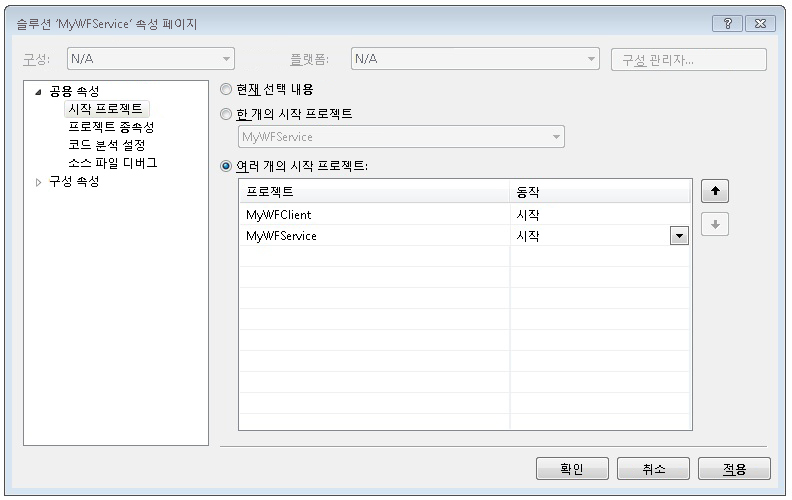 솔루션 'MyWFService' 속성 페이지
구성: N/A 플랫폼: N/A 구성 관리자...
공용 속성
시작 프로젝트
프로젝트 종속성
코드 분석 설정
소스 파일 디버그
구성 속성
현재 선택 내용
한 개의 시작 프로젝트
MyWFService
여러 개의 시작 프로젝트:
프로젝트 동작
MyWFClient 시작
MyWFService 시작
확인 취소 적용